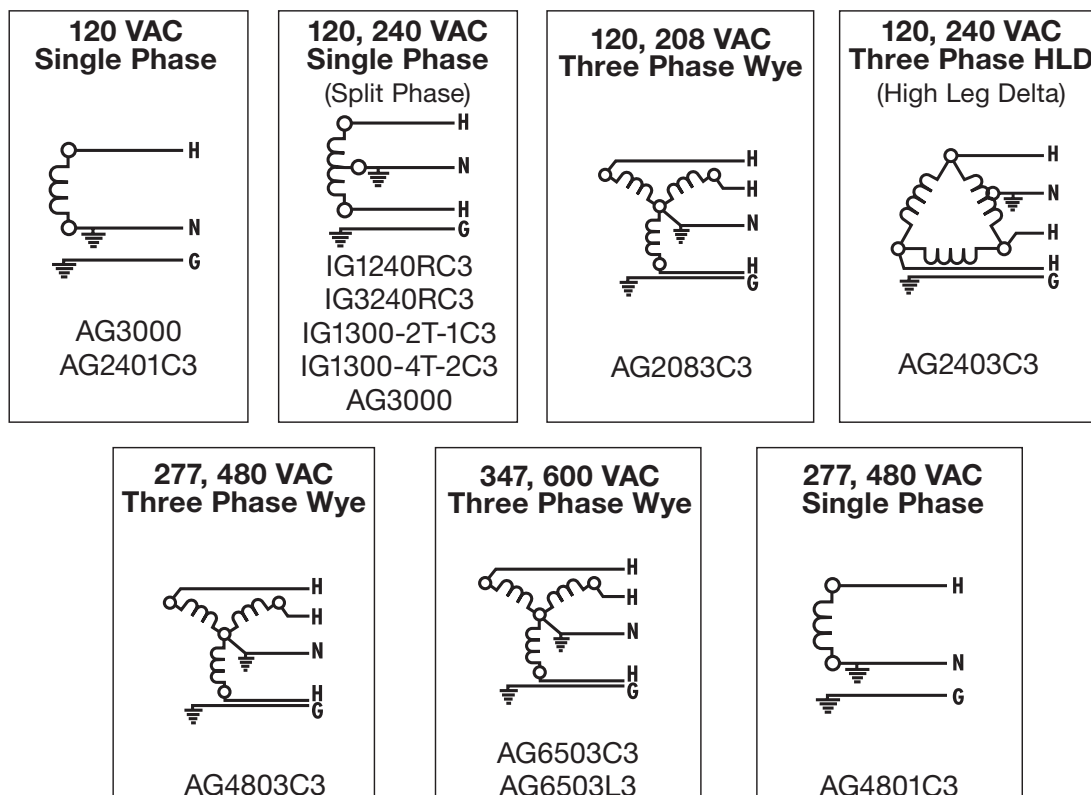 120 VAC
Single Phase
H
N
G
AG3000
AG2401C3
120, 240 VAC
Single Phase
(Split Phase)
H
N
H
G
IG1240RC3
IG3240RC3
IG1300-2T-1C3
IG1300-4T-2C3
AG3000
120, 208 VAC
Three Phase Wye
H
H
N
H
G
AG2083C3
120, 240 VAC
Three Phase HLD
(High Leg Delta)
H
N
H
H
G
AG2403C3
277, 480 VAC
Three Phase Wye
H
H
N
H
G
AG4803C3
347, 600 VAC
Three Phase Wye
H
H
N
H
G
AG6503C3
AG6503L3
277, 480 VAC
Single Phase
H
N
G
AG4801C3